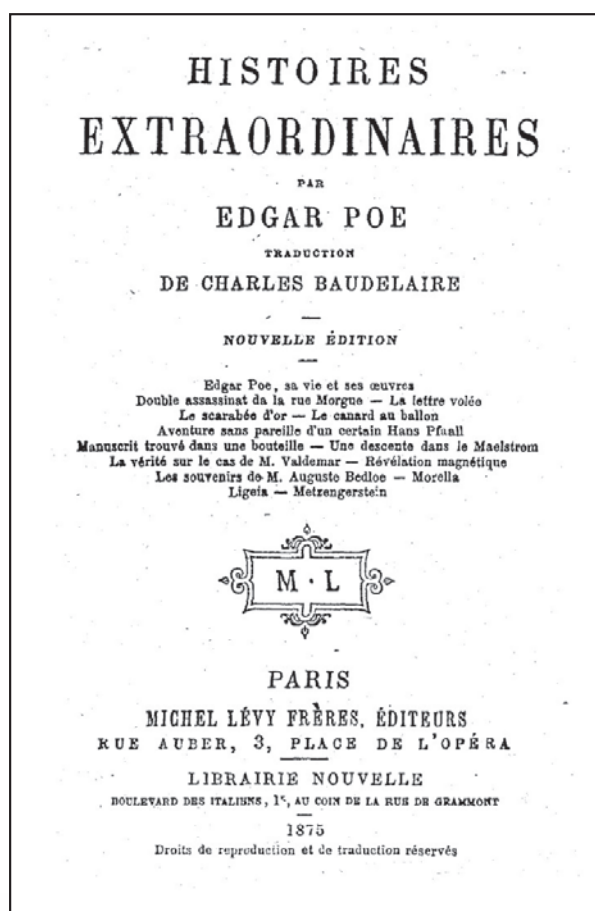 HISTOIRES
EXTRAORDINAIRES
PAR
EDGAR POE
TRADUCTION
DE CHARLES BAUDELAIRE
NOUVELLE ÉDITION
Edgar Poe, sa vie et ses œuvres
Double assassinat da la rue Morgue — La lettre volée
Le scarabée d'or — Le canard au ballon
Aventure sans pareille d'un certain Hans Pfaall
Manuscrit trouvé dans une bouteille — Une descente dans le Maelstrom
La vérité sur le cas de M. Valdemar — Révélation magnétique
Les souvenirs de M. Auguste Bedloe — Morella
Ligeia — Metzengerstein
M · L
PARIS
MICHEL LÉVY FRÈRES, ÉDITEURS
RUE AUBER, 3, PLACE DE L'OPÉRA
LIBRAIRIE NOUVELLE
BOULEVARD DES ITALIENS, AU COIN DE LA RUE DE GRAMMONT
1875
Droits de reproduction et de traduction réservés